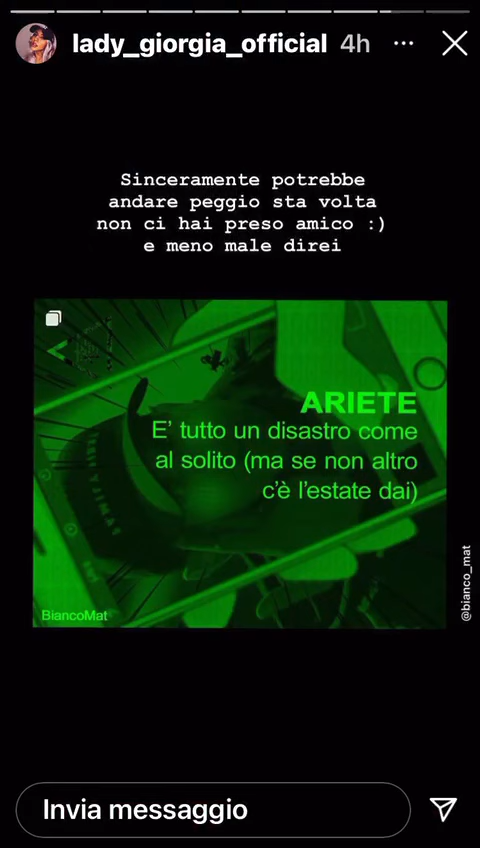 lady_giorgia_official 4h
Sinceramente potrebbe
andare peggio sta volta
non ci hai preso amico :)
e meno male direi
ARIETE
E' tutto un disastro come
al solito (ma se non altro
c'è l'estate dai)
BiancoMat
@bianco_mat
Invia messaggio